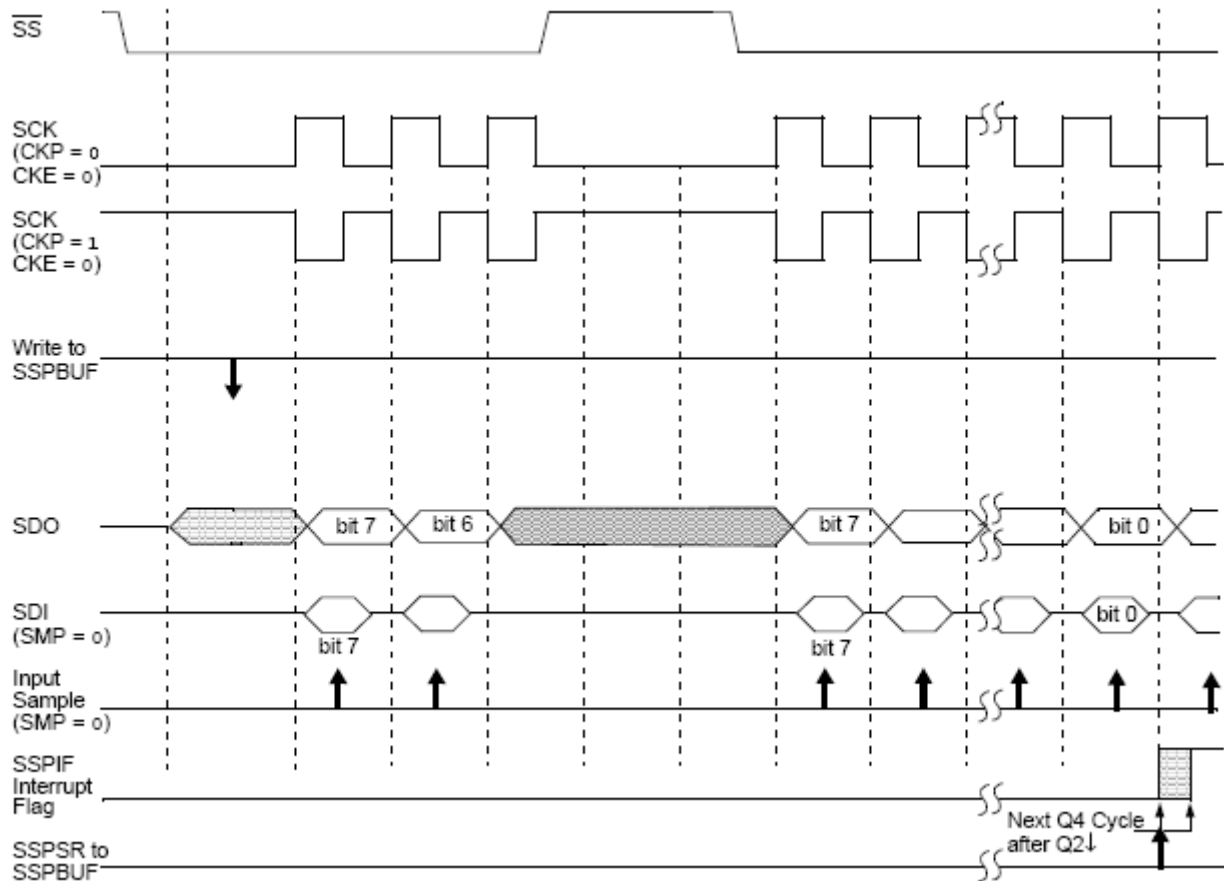 SS
SCK
(CKP = 0
CKE = 0)
SCK
(CKP = 1
CKE = 0)
Write to
SSPBUF
SDO
bit 7
bit 6
bit 7
bit 0
SDI
(SMP = 0)
bit 7
bit 7
bit 0
Input
Sample
(SMP = 0)
SSPIF
Interrupt
Flag
Next Q4 Cycle
after Q2↓
SSPSR to
SSPBUF